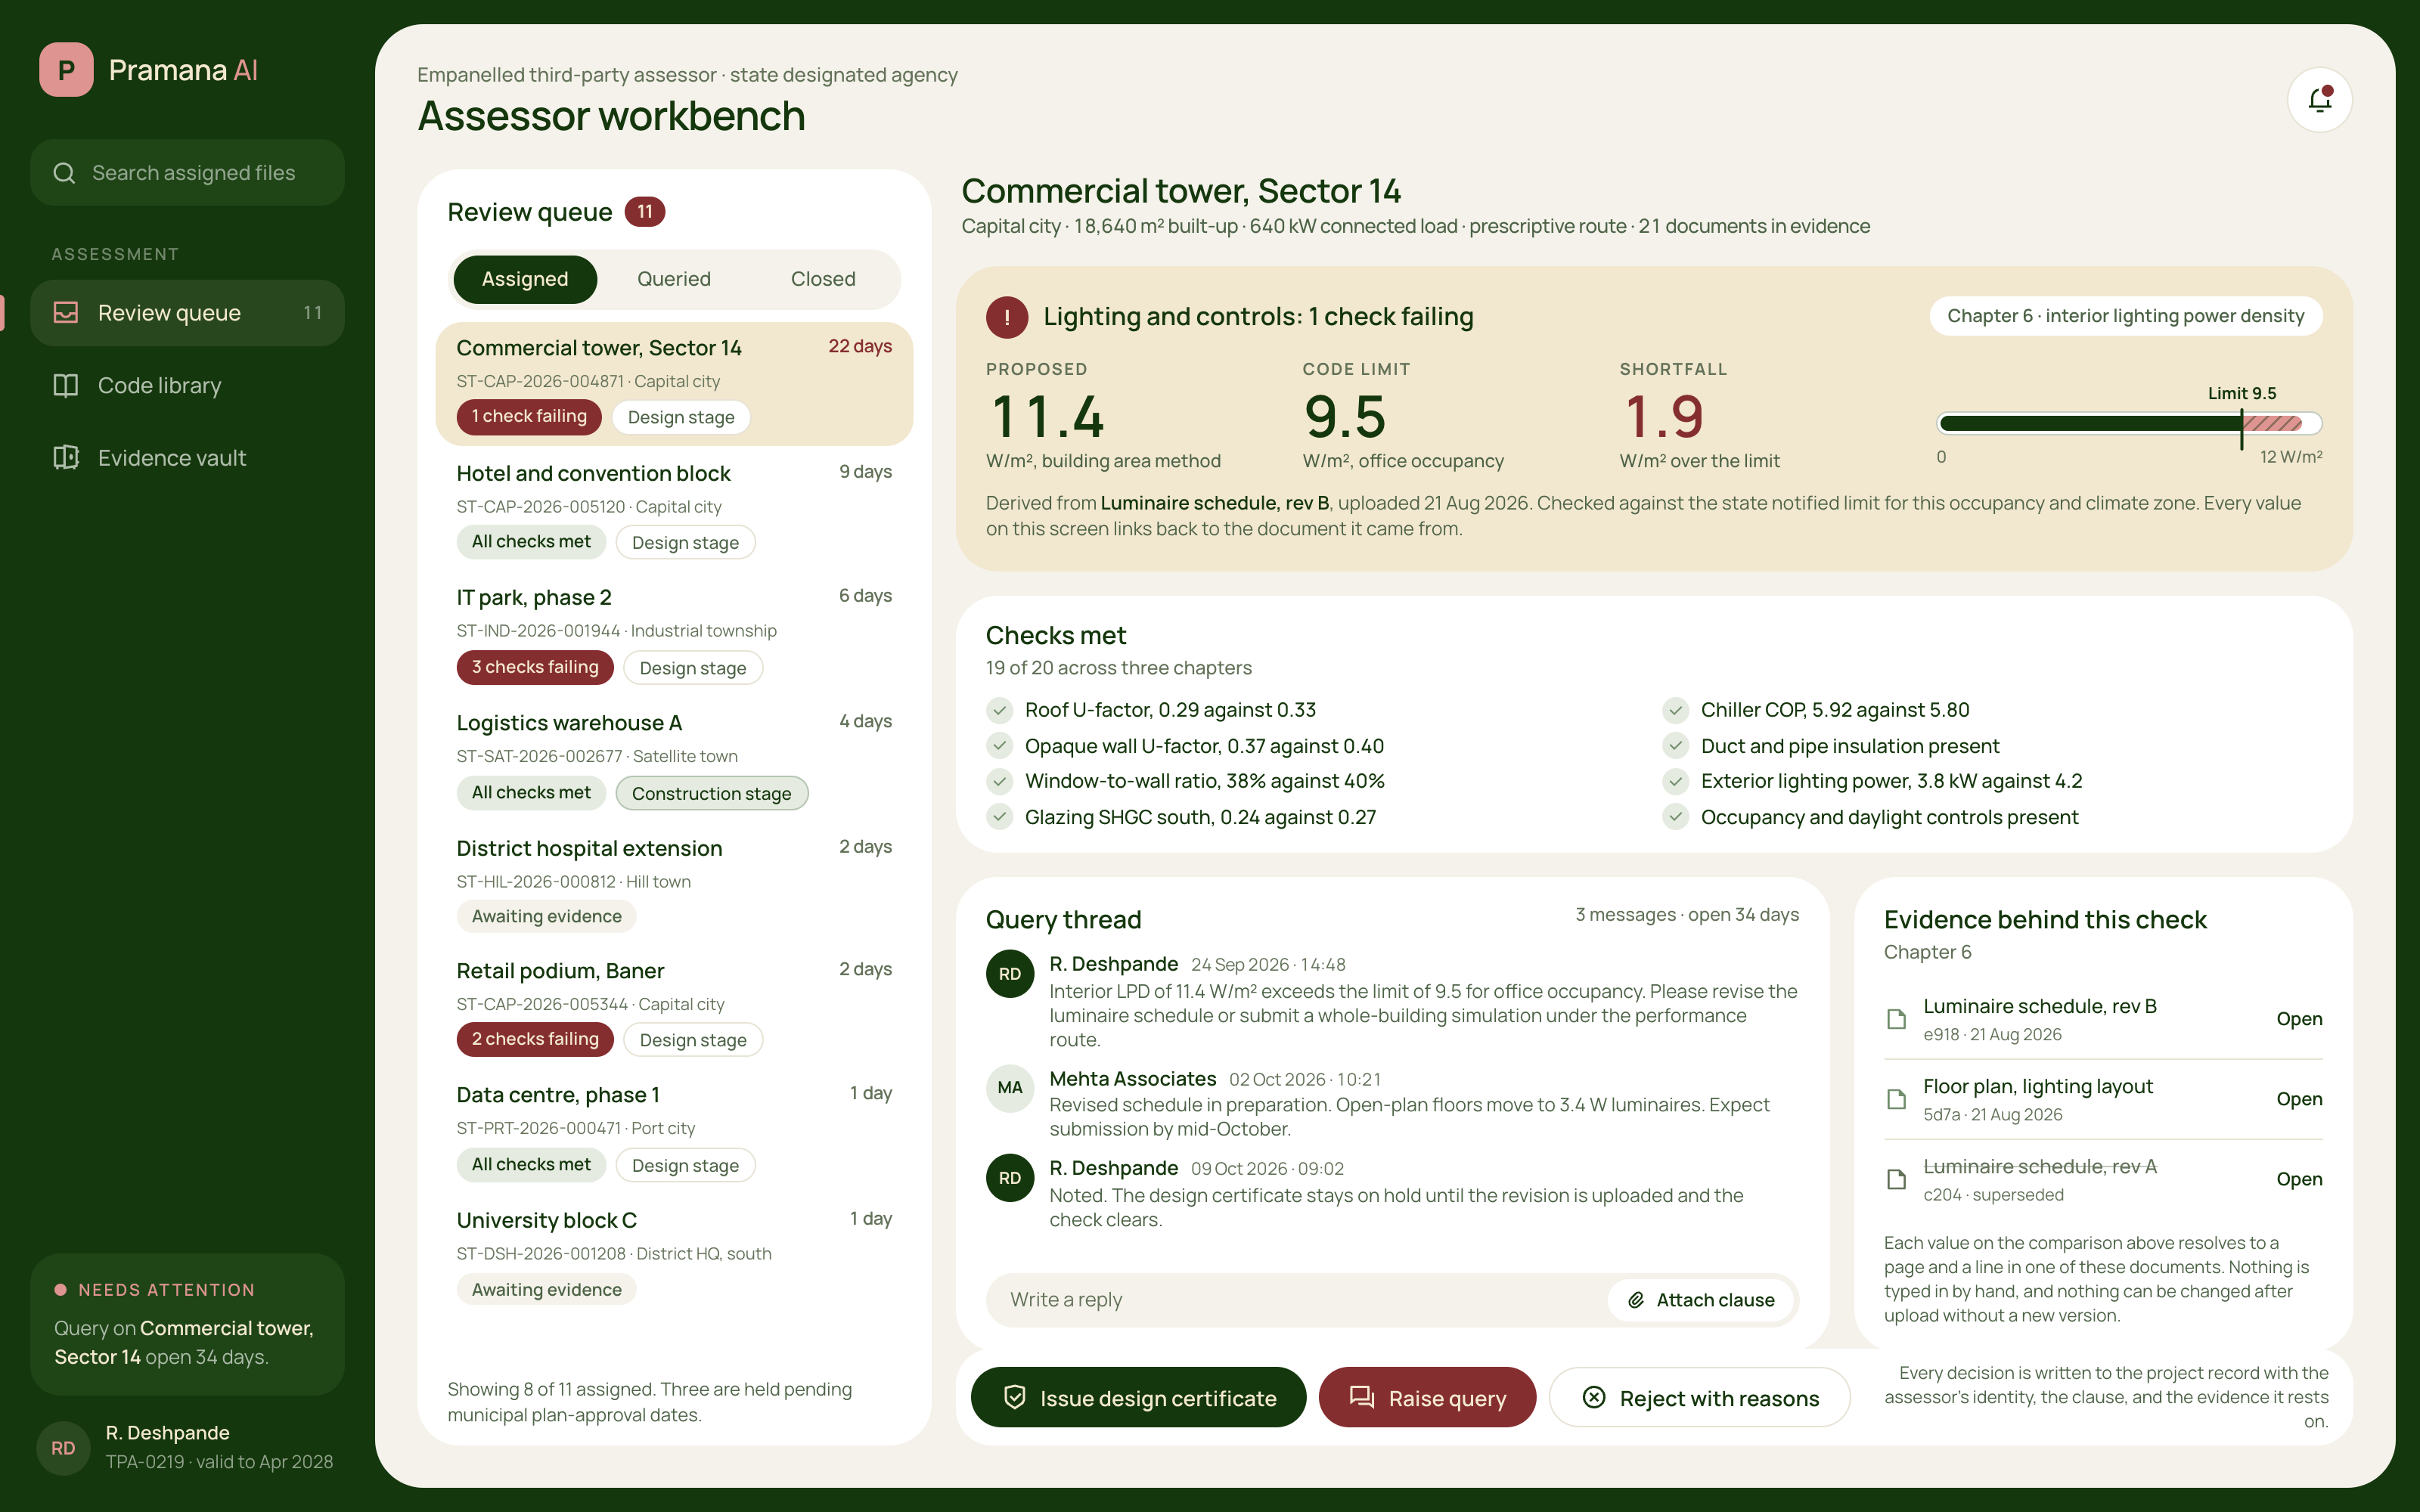 P
Pramana AI
Search assigned files
ASSESSMENT
Review queue 11
Code library
Evidence vault
NEEDS ATTENTION
Query on Commercial tower,
Sector 14 open 34 days.
RD
R. Deshpande
TPA-0219 · valid to Apr 2028
Empanelled third-party assessor · state designated agency
Assessor workbench
Review queue 11
Assigned Queried Closed
Commercial tower, Sector 14 22 days
ST-CAP-2026-004871 · Capital city
1 check failing Design stage
Hotel and convention block 9 days
ST-CAP-2026-005120 · Capital city
All checks met Design stage
IT park, phase 2 6 days
ST-IND-2026-001944 · Industrial township
3 checks failing Design stage
Logistics warehouse A 4 days
ST-SAT-2026-002677 · Satellite town
All checks met Construction stage
District hospital extension 2 days
ST-HIL-2026-000812 · Hill town
Awaiting evidence
Retail podium, Baner 2 days
ST-CAP-2026-005344 · Capital city
2 checks failing Design stage
Data centre, phase 1 1 day
ST-PRT-2026-000471 · Port city
All checks met Design stage
University block C 1 day
ST-DSH-2026-001208 · District HQ, south
Awaiting evidence
Showing 8 of 11 assigned. Three are held pending
municipal plan-approval dates.
Commercial tower, Sector 14
Capital city · 18,640 m² built-up · 640 kW connected load · prescriptive route · 21 documents in evidence
! Lighting and controls: 1 check failing
Chapter 6 · interior lighting power density
PROPOSED
11.4
W/m², building area method
CODE LIMIT
9.5
W/m², office occupancy
SHORTFALL
1.9
W/m² over the limit
Limit 9.5
0 12 W/m²
Derived from Luminaire schedule, rev B, uploaded 21 Aug 2026. Checked against the state notified limit for this occupancy and climate zone. Every value
on this screen links back to the document it came from.
Checks met
19 of 20 across three chapters
Roof U-factor, 0.29 against 0.33
Opaque wall U-factor, 0.37 against 0.40
Window-to-wall ratio, 38% against 40%
Glazing SHGC south, 0.24 against 0.27
Chiller COP, 5.92 against 5.80
Duct and pipe insulation present
Exterior lighting power, 3.8 kW against 4.2
Occupancy and daylight controls present
Query thread 3 messages · open 34 days
RD
R. Deshpande 24 Sep 2026 · 14:48
Interior LPD of 11.4 W/m² exceeds the limit of 9.5 for office occupancy. Please revise the
luminaire schedule or submit a whole-building simulation under the performance
route.
MA
Mehta Associates 02 Oct 2026 · 10:21
Revised schedule in preparation. Open-plan floors move to 3.4 W luminaires. Expect
submission by mid-October.
RD
R. Deshpande 09 Oct 2026 · 09:02
Noted. The design certificate stays on hold until the revision is uploaded and the
check clears.
Write a reply Attach clause
Evidence behind this check
Chapter 6
Luminaire schedule, rev B
e918 · 21 Aug 2026
Open
Floor plan, lighting layout
5d7a · 21 Aug 2026
Open
Luminaire schedule, rev A
c204 · superseded
Open
Each value on the comparison above resolves to a
page and a line in one of these documents. Nothing is
typed in by hand, and nothing can be changed after
upload without a new version.
Issue design certificate Raise query Reject with reasons
Every decision is written to the project record with the
assessor's identity, the clause, and the evidence it rests
on.